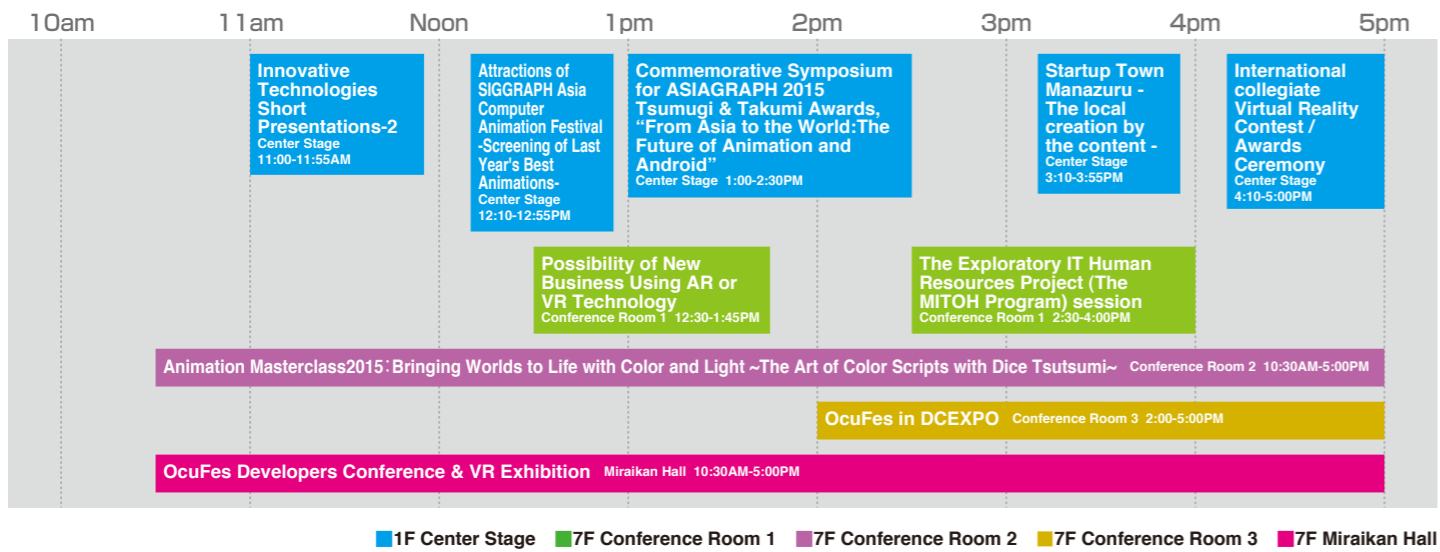 10am 11am Noon 1pm 2pm 3pm 4pm 5pm
Innovative
Technologies
Short
Presentations-2
Center Stage
11:00-11:55AM
Attractions of
SIGGRAPH Asia
Computer
Animation Festival
-Screening of Last
Year's Best
Animations-
Center Stage
12:10-12:55PM
Commemorative Symposium
for ASIAGRAPH 2015
Tsumugi & Takumi Awards,
“From Asia to the World:The
Future of Animation and
Android”
Center Stage 1:00-2:30PM
Startup Town
Manazuru -
The local
creation by
the content -
Center Stage
3:10-3:55PM
International
collegiate
Virtual Reality
Contest /
Awards
Ceremony
Center Stage
4:10-5:00PM
Possibility of New
Business Using AR or
VR Technology
Conference Room 1 12:30-1:45PM
The Exploratory IT Human
Resources Project (The
MITOH Program) session
Conference Room 1 2:30-4:00PM
Animation Masterclass2015:Bringing Worlds to Life with Color and Light ~The Art of Color Scripts with Dice Tsutsumi~ Conference Room 2 10:30AM-5:00PM
OcuFes in DCEXPO Conference Room 3 2:00-5:00PM
OcuFes Developers Conference & VR Exhibition Miraikan Hall 10:30AM-5:00PM
1F Center Stage 7F Conference Room 1 7F Conference Room 2 7F Conference Room 3 7F Miraikan Hall